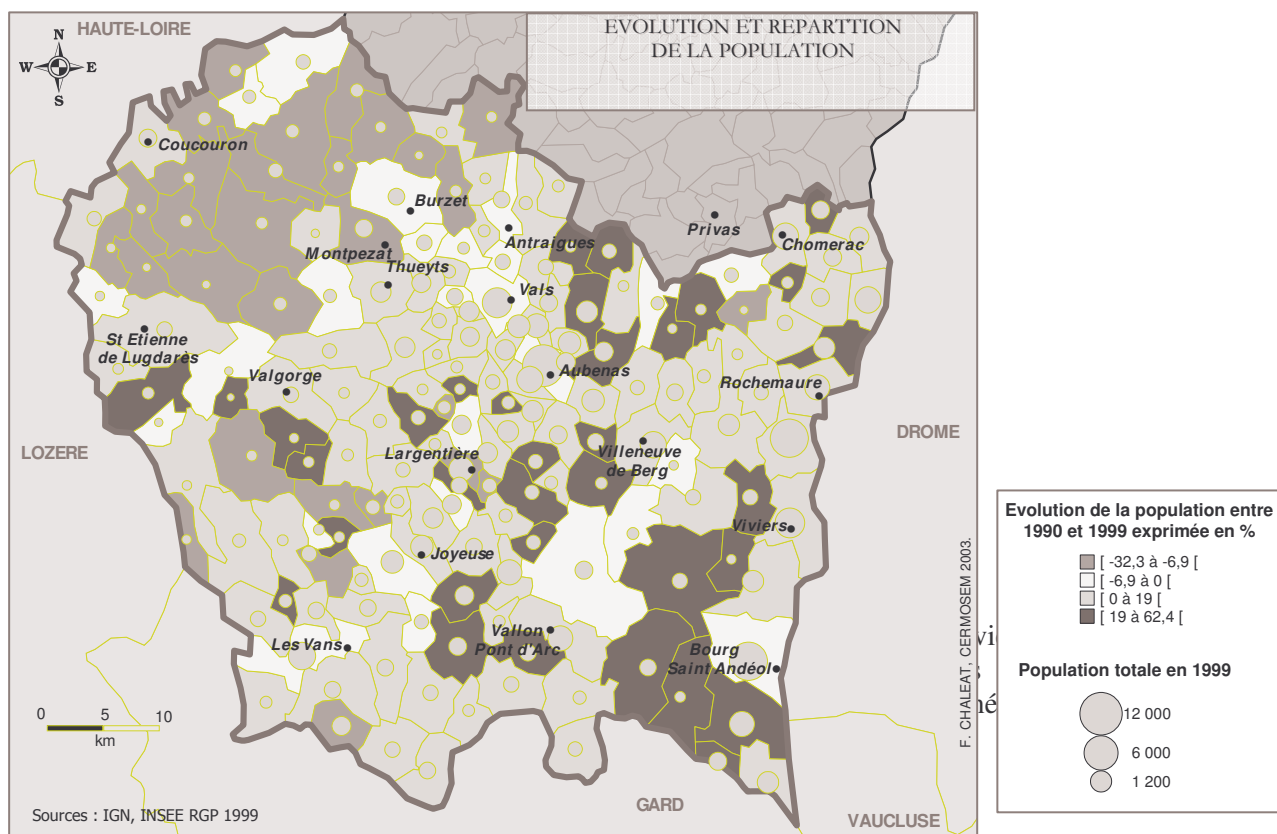 EVOLUTION ET REPARTTION
DE LA POPULATION
HAUTE-LOIRE
N
W E
S
Coucouron
Burzet
Privas
Antraigues
Chomerac
Montpezat
Thueyts
Vals
St Etienne
de Lugdarès
Aubenas
Valgorge
Rochemaure
LOZERE
DROME
Largentière
Villeneuve
de Berg
Viviers
Joyeuse
Les Vans
Vallon
Pont d'Arc
Bourg
Saint Andéol
0 5 10
km
GARD
VAUCLUSE
Sources : IGN, INSEE RGP 1999
F. CHALEAT, CERMOSEM 2003.
Evolution de la population entre
1990 et 1999 exprimée en %
[ -32,3 à -6,9 [
[ -6,9 à 0 [
[ 0 à 19 [
[ 19 à 62,4 [
Population totale en 1999
12 000
6 000
1 200